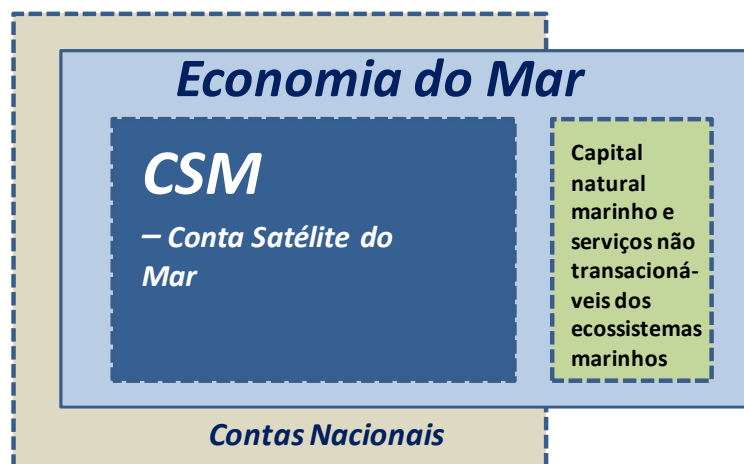 Economia do Mar
CSM
– Conta Satélite do
Mar
Capital
natural
marinho e
serviços não
transacioná-
veis dos
ecossistemas
marinhos
Contas Nacionais